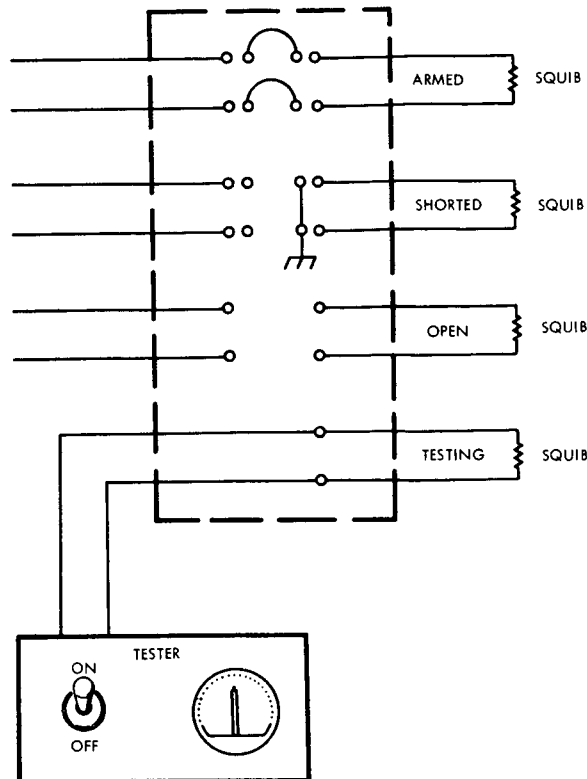 ARMED SQUIB
SHORTED SQUIB
OPEN SQUIB
TESTING SQUIB
TESTER
ON
OFF